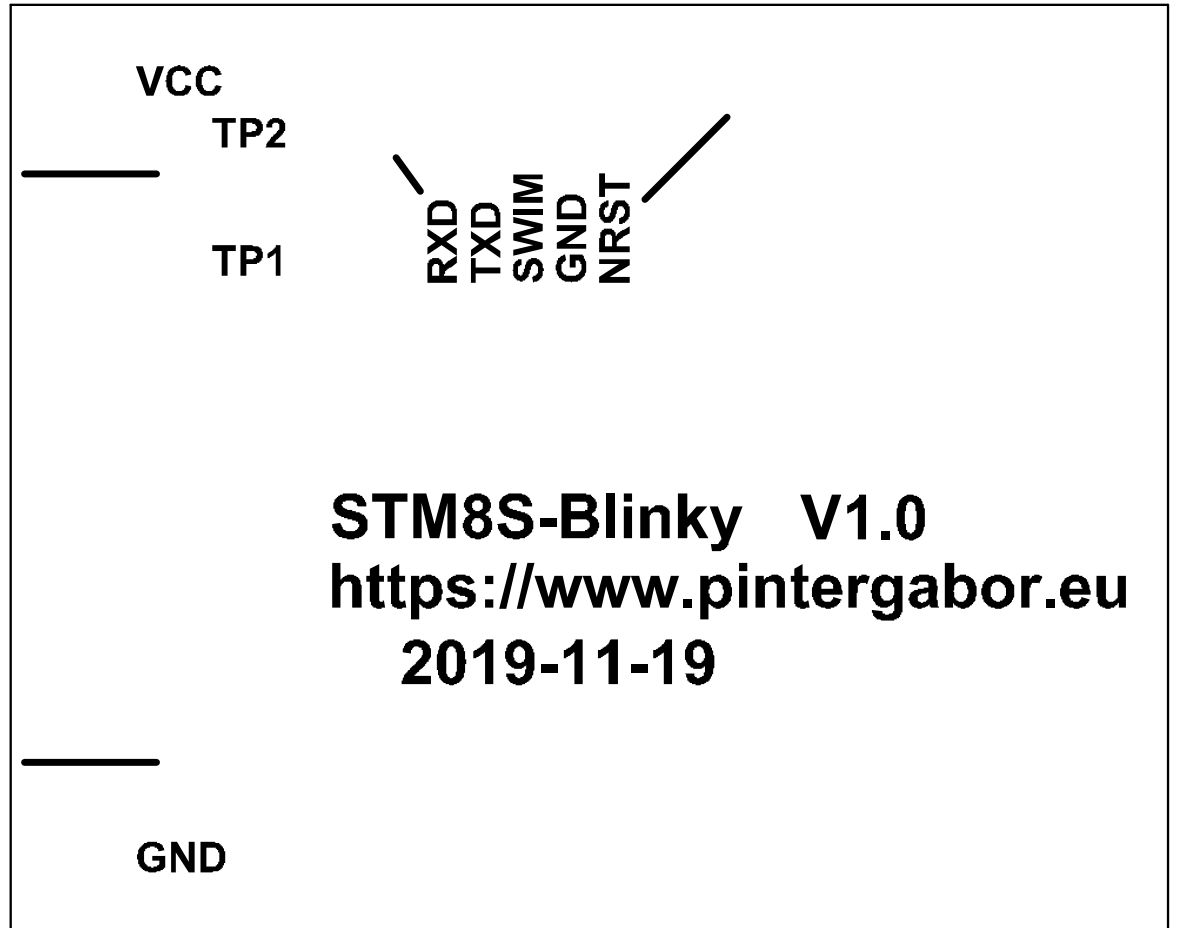 VCC
TP2
TP1
RXD
TXD
SWIM
GND
NRST
STM8S-Blinky V1.0
https://www.pintergabor.eu
2019-11-19
GND